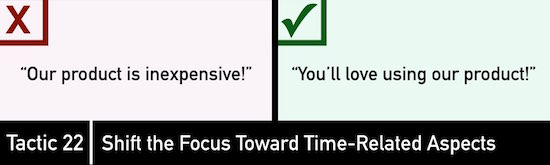 X
“Our product is inexpensive!”
“You’ll love using our product!”
Tactic 22
Shift the Focus Toward Time-Related Aspects